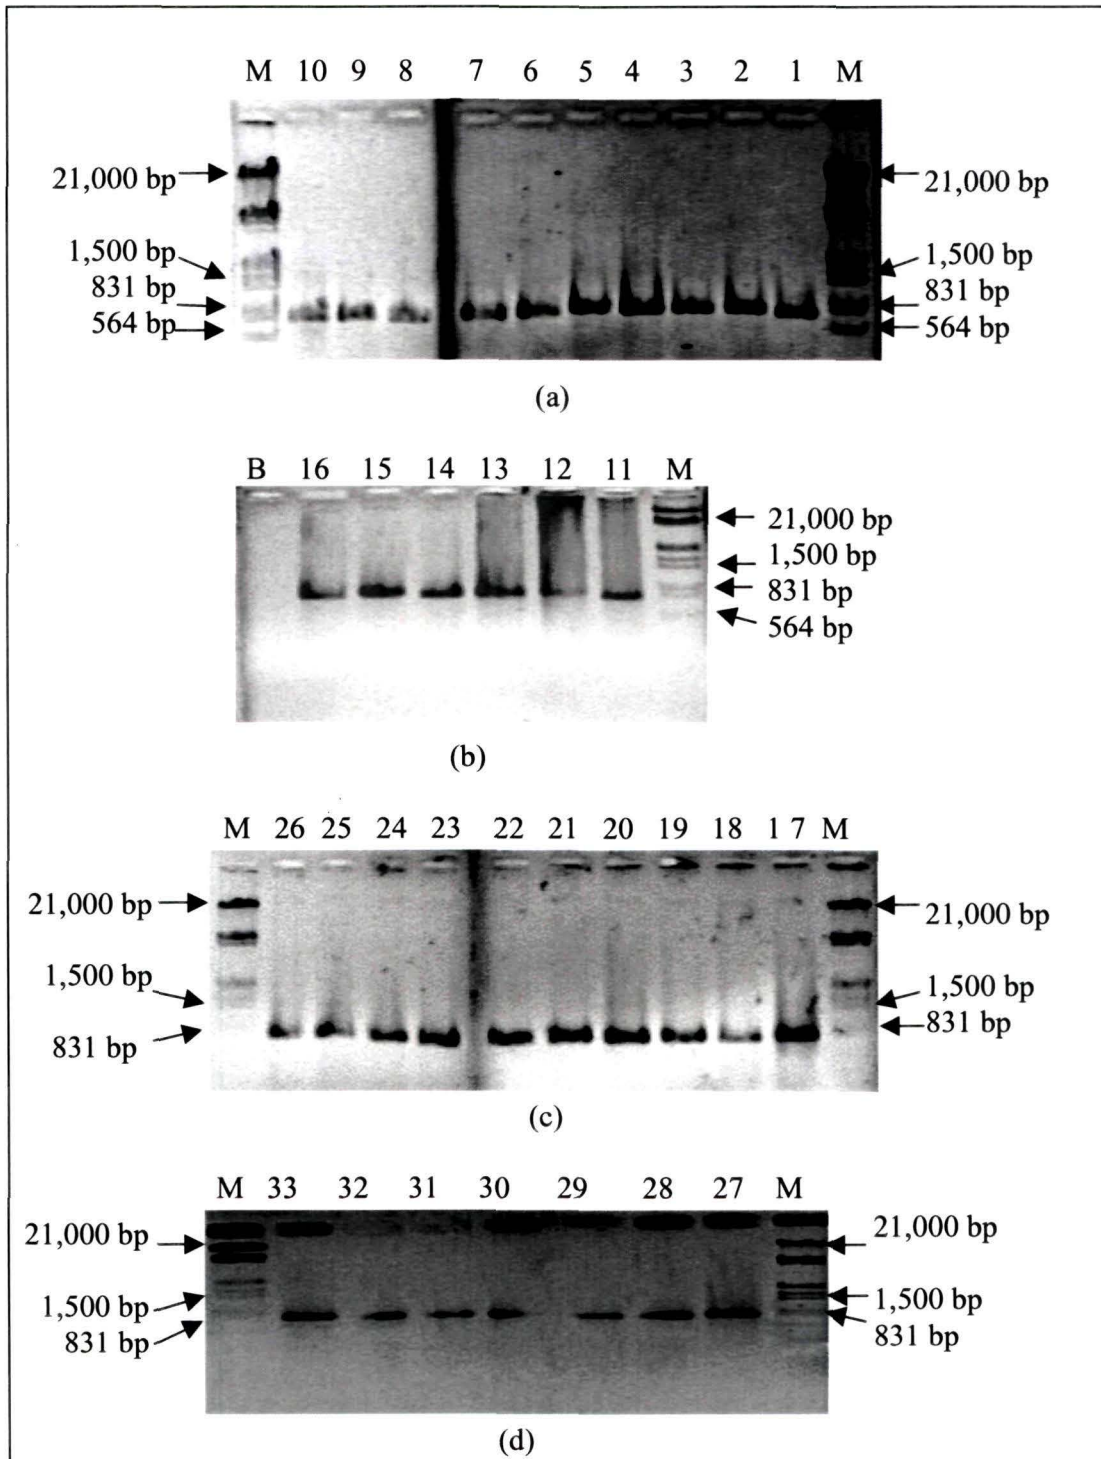 M 10 9 8 7 6 5 4 3 2 1 M
21,000 bp 21,000 bp
1,500 bp 1,500 bp
831 bp 831 bp
564 bp 564 bp
(a)
B 16 15 14 13 12 11 M
21,000 bp
1,500 bp
831 bp
564 bp
(b)
M 26 25 24 23 22 21 20 19 18 1 7 M
21,000 bp 21,000 bp
1,500 bp 1,500 bp
831 bp 831 bp
(c)
M 33 32 31 30 29 28 27 M
21,000 bp 21,000 bp
1,500 bp 1,500 bp
831 bp 831 bp
(d)